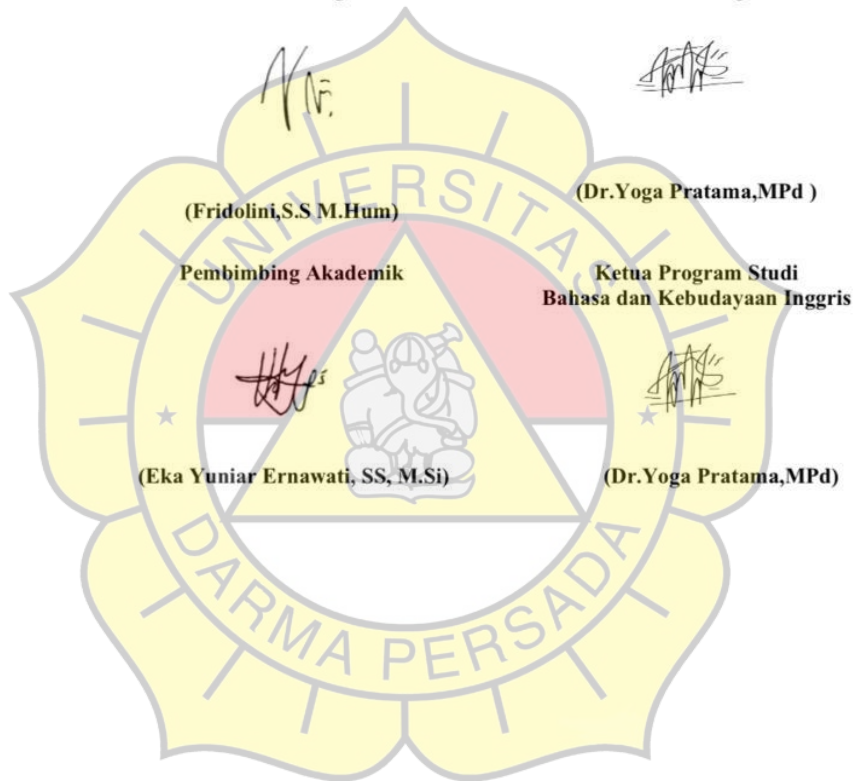 (Fridolini,S.S M.Hum)
(Dr.Yoga Pratama,MPd )
Pembimbing Akademik
Ketua Program Studi
Bahasa dan Kebudayaan Inggris
(Eka Yuniar Ernawati, SS, M.Si)
(Dr.Yoga Pratama,MPd)
UNIVERSITAS
DARMA PERSADA